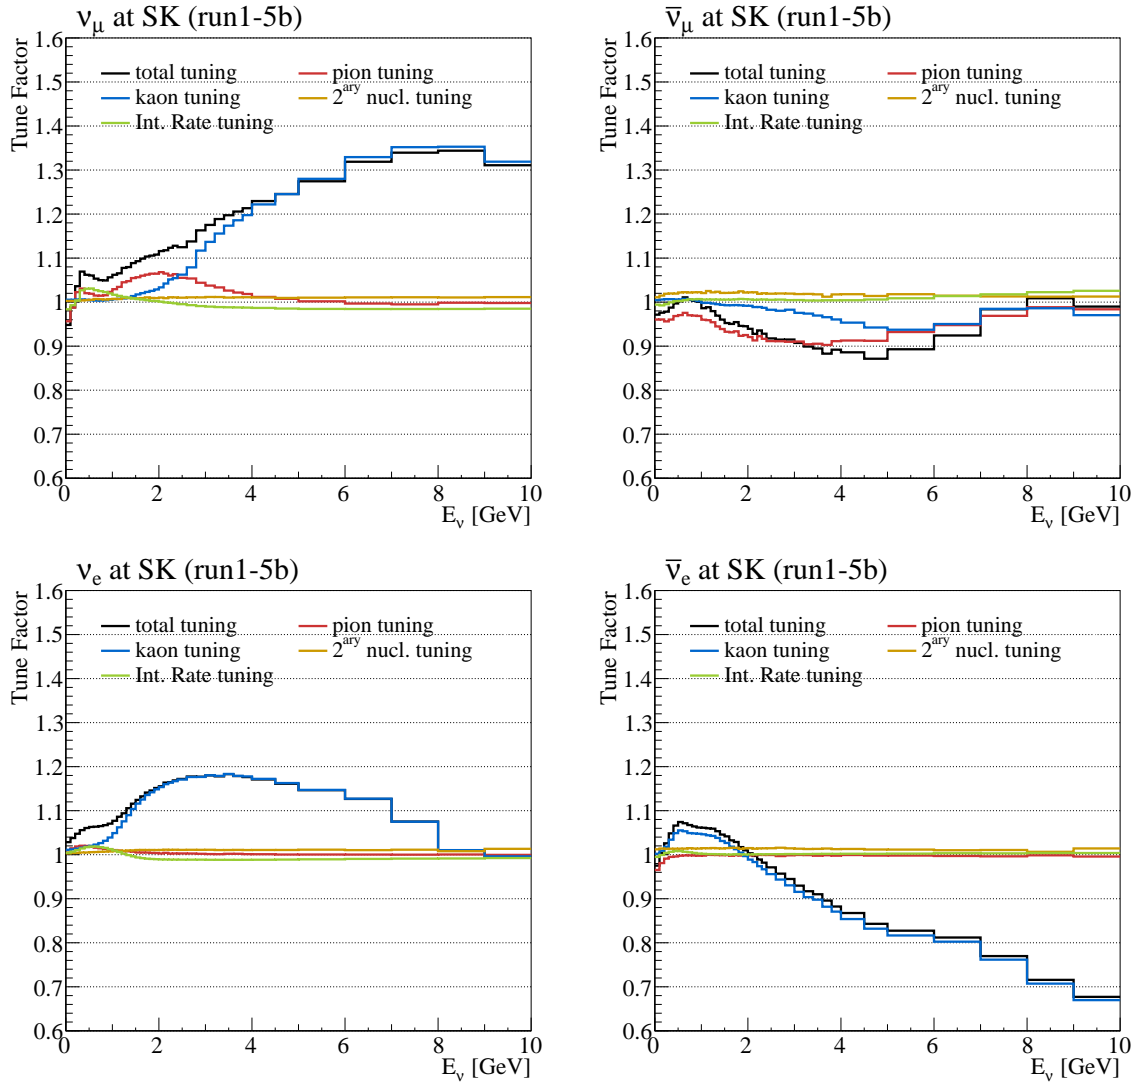 ν_μ at SK (run1-5b)
Tune Factor
1.6
1.5
1.4
1.3
1.2
1.1
1
0.9
0.8
0.7
0.6
total tuning
pion tuning
kaon tuning
2^ary nucl. tuning
Int. Rate tuning
0 2 4 6 8 10
E_ν [GeV]
ν̅_μ at SK (run1-5b)
Tune Factor
1.6
1.5
1.4
1.3
1.2
1.1
1
0.9
0.8
0.7
0.6
total tuning
pion tuning
kaon tuning
2^ary nucl. tuning
Int. Rate tuning
0 2 4 6 8 10
E_ν [GeV]
ν_e at SK (run1-5b)
Tune Factor
1.6
1.5
1.4
1.3
1.2
1.1
1
0.9
0.8
0.7
0.6
total tuning
pion tuning
kaon tuning
2^ary nucl. tuning
Int. Rate tuning
0 2 4 6 8 10
E_ν [GeV]
ν̅_e at SK (run1-5b)
Tune Factor
1.6
1.5
1.4
1.3
1.2
1.1
1
0.9
0.8
0.7
0.6
total tuning
pion tuning
kaon tuning
2^ary nucl. tuning
Int. Rate tuning
0 2 4 6 8 10
E_ν [GeV]